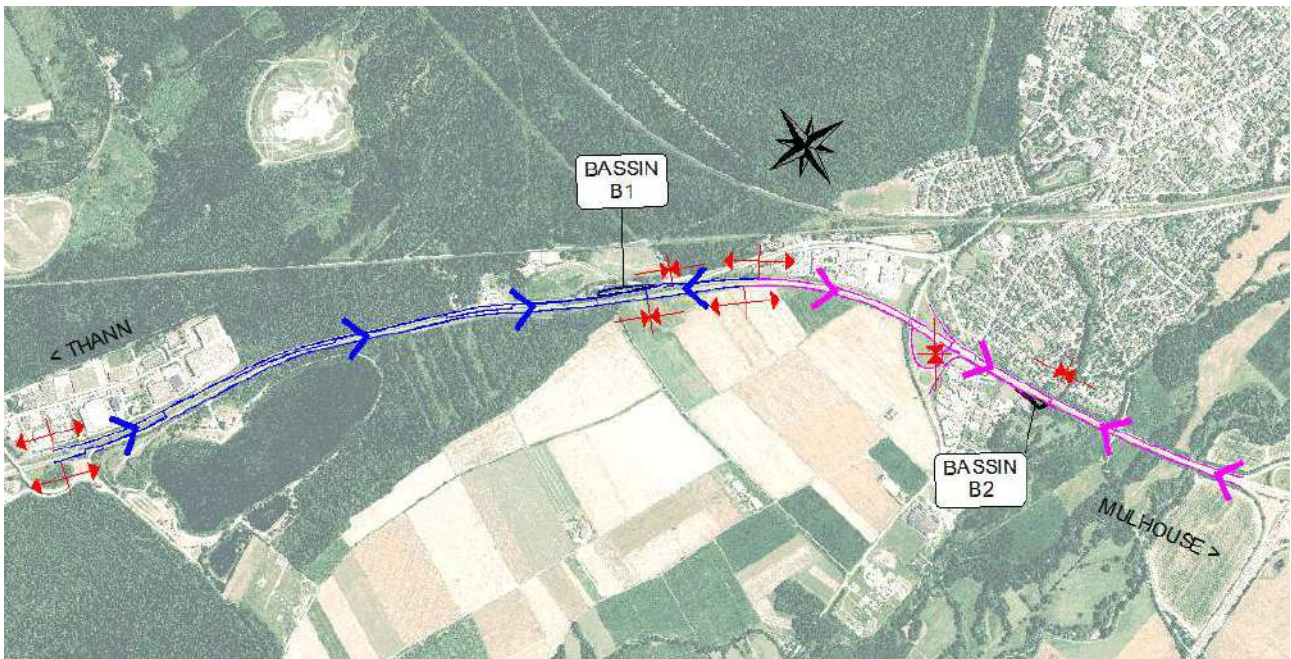 BASSIN
B1
< THANN
BASSIN
B2
MULHOUSE >